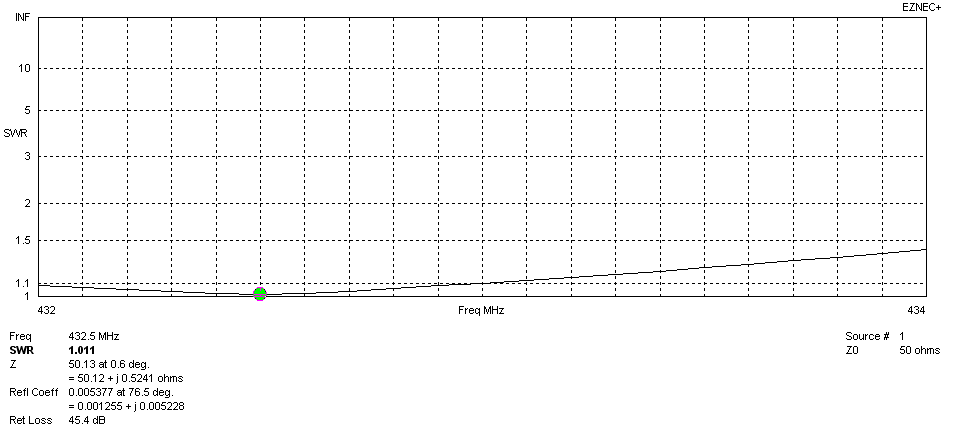 EZNEC+
INF
10
5
SWR
3
2
1.5
1.1
1
432 Freq MHz 434
Freq 432.5 MHz Source # 1
SWR 1.011 Z0 50 ohms
Z 50.13 at 0.6 deg.
= 50.12 + j 0.5241 ohms
Refl Coeff 0.005377 at 76.5 deg.
= 0.001255 + j 0.005228
Ret Loss 45.4 dB